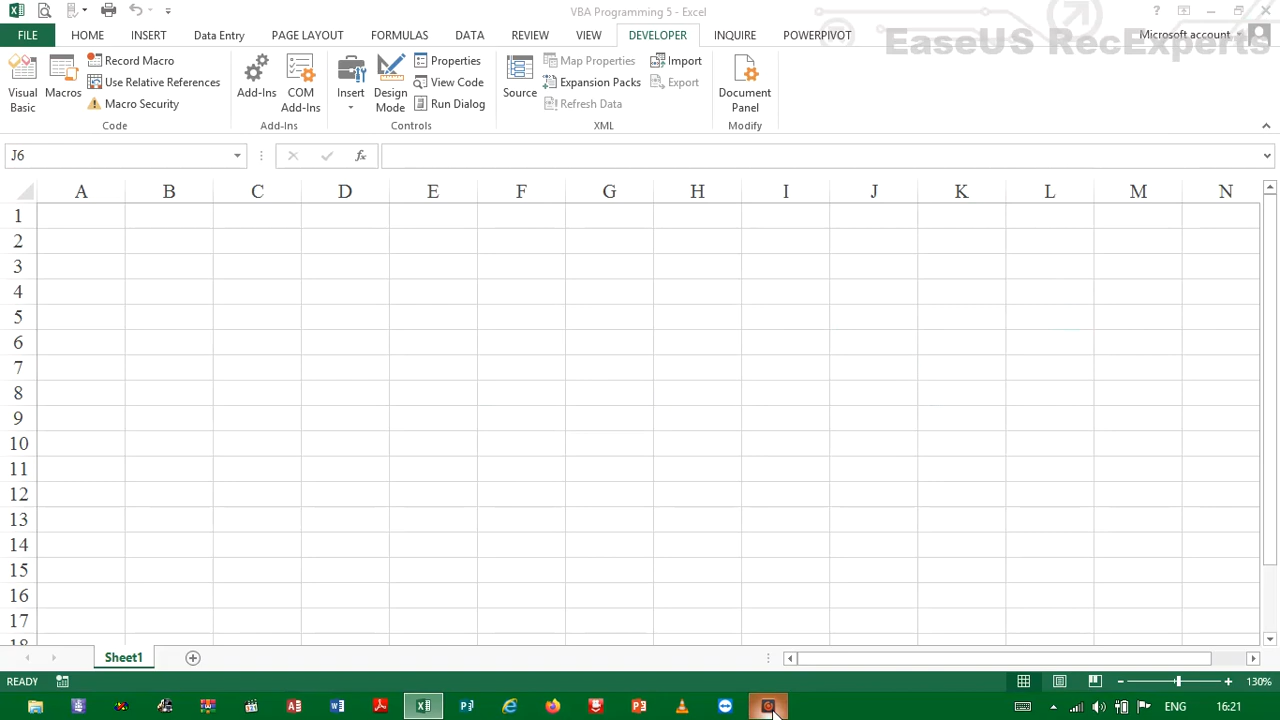 VBA Programming 5 - Excel
?
EaseUS RecExperts
FILE HOME INSERT Data Entry PAGE LAYOUT FORMULAS DATA REVIEW VIEW DEVELOPER INQUIRE POWERPIVOT Microsoft account
Visual Basic
Macros
Record Macro
Use Relative References
Macro Security
Code
Add-Ins
COM Add-Ins
Add-Ins
Insert
Design Mode
Properties
View Code
Run Dialog
Controls
Source
Map Properties
Expansion Packs
Refresh Data
Import
Export
XML
Document Panel
Modify
J6
fx
A B C D E F G H I J K L M N
1
2
3
4
5
6
7
8
9
10
11
12
13
14
15
16
17
18
Sheet1
READY
130%
ENG 16:21